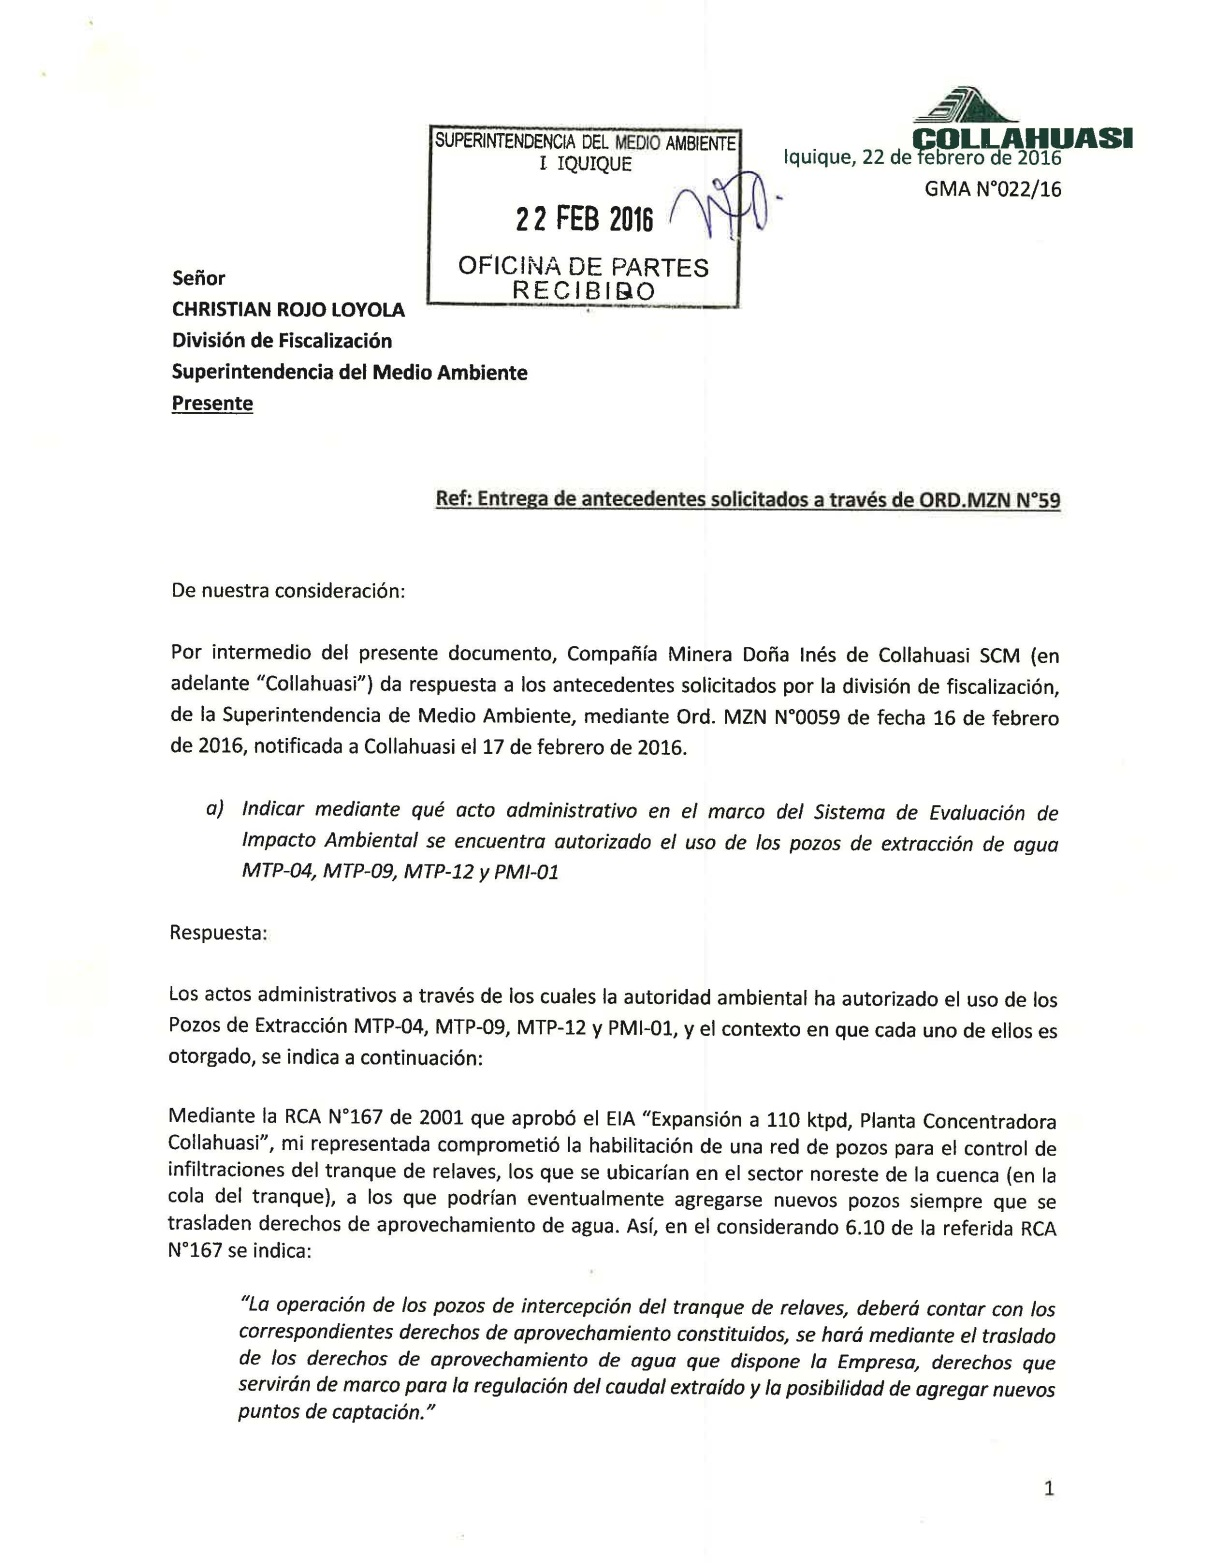 COLLAHUASI
SUPERINTENDENCIA DEL MEDIO AMBIENTE
I IQUIQUE
22 FEB 2016
OFICINA DE PARTES
RECIBIDO
Iquique, 22 de febrero de 2016
GMA N°022/16
Señor
CHRISTIAN ROJO LOYOLA
División de Fiscalización
Superintendencia del Medio Ambiente
Presente
Ref: Entrega de antecedentes solicitados a través de ORD.MZN N°59
De nuestra consideración:
Por intermedio del presente documento, Compañía Minera Doña Inés de Collahuasi SCM (en
adelante “Collahuasi”) da respuesta a los antecedentes solicitados por la división de fiscalización,
de la Superintendencia de Medio Ambiente, mediante Ord. MZN N°0059 de fecha 16 de febrero
de 2016, notificada a Collahuasi el 17 de febrero de 2016.
a) Indicar mediante qué acto administrativo en el marco del Sistema de Evaluación de
Impacto Ambiental se encuentra autorizado el uso de los pozos de extracción de agua
MTP-04, MTP-09, MTP-12 y PMI-01
Respuesta:
Los actos administrativos a través de los cuales la autoridad ambiental ha autorizado el uso de los
Pozos de Extracción MTP-04, MTP-09, MTP-12 y PMI-01, y el contexto en que cada uno de ellos es
otorgado, se indica a continuación:
Mediante la RCA N°167 de 2001 que aprobó el EIA “Expansión a 110 ktpd, Planta Concentradora
Collahuasi”, mi representada comprometió la habilitación de una red de pozos para el control de
infiltraciones del tranque de relaves, los que se ubicarían en el sector noreste de la cuenca (en la
cola del tranque), a los que podrían eventualmente agregarse nuevos pozos siempre que se
trasladen derechos de aprovechamiento de agua. Así, en el considerando 6.10 de la referida RCA
N°167 se indica:
“La operación de los pozos de intercepción del tranque de relaves, deberá contar con los
correspondientes derechos de aprovechamiento constituidos, se hará mediante el traslado
de los derechos de aprovechamiento de agua que dispone la Empresa, derechos que
servirán de marco para la regulación del caudal extraído y la posibilidad de agregar nuevos
puntos de captación.”
1